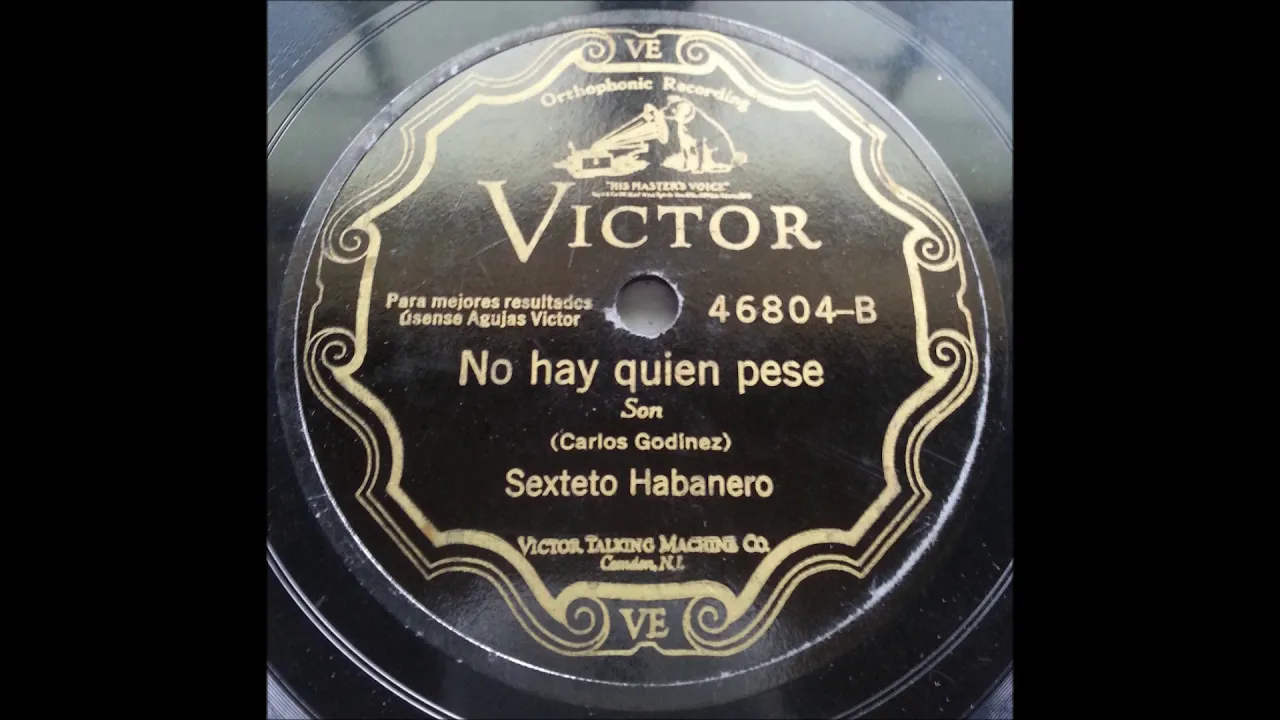 VE
Orthophonic Recording
"HIS MASTER'S VOICE"
VICTOR
Para mejores resultados
úsense Agujas Victor
46804-B
No hay quien pese
Son
(Carlos Godinez)
Sexteto Habanero
VICTOR TALKING MACHINE CO.
Camden, N.J.
VE